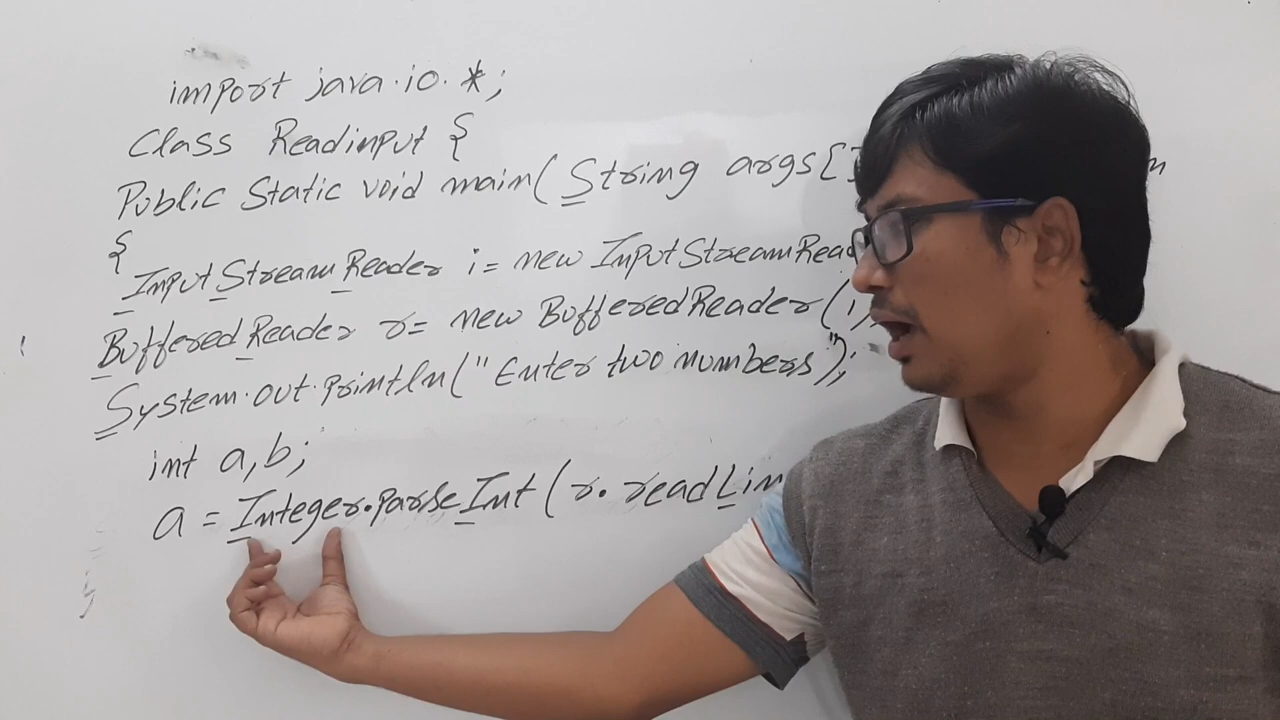 import java.io.*;
Class Readinput {
Public Static void main(String args[
{
InputStreamReader i= new InputStreamRead
BufferedReader r= new BufferedReader(i)
System.out.println("Enter two numbers");
int a,b;
a = Integer.parseInt(r.readLin